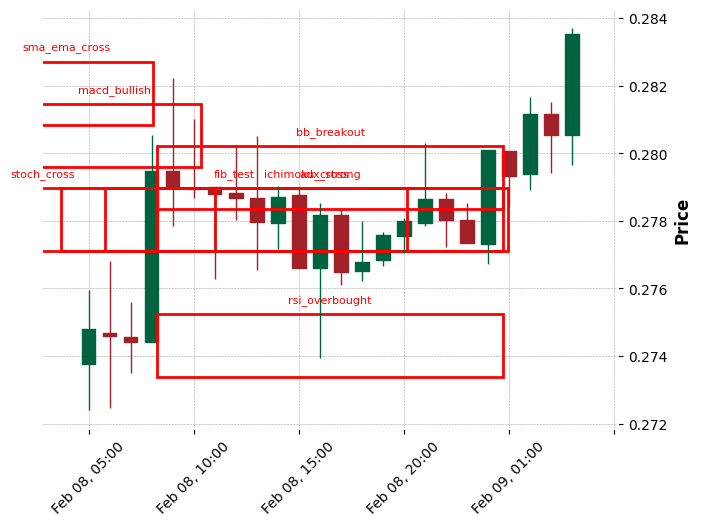 sma_ema_cross
macd_bullish
bb_breakout
stoch_cross
fib_test
rsi_overbought
0.284
0.282
0.280
0.278
0.276
0.274
0.272
Price
Feb 08, 05:00
Feb 08, 10:00
Feb 08, 15:00
Feb 08, 20:00
Feb 09, 01:00